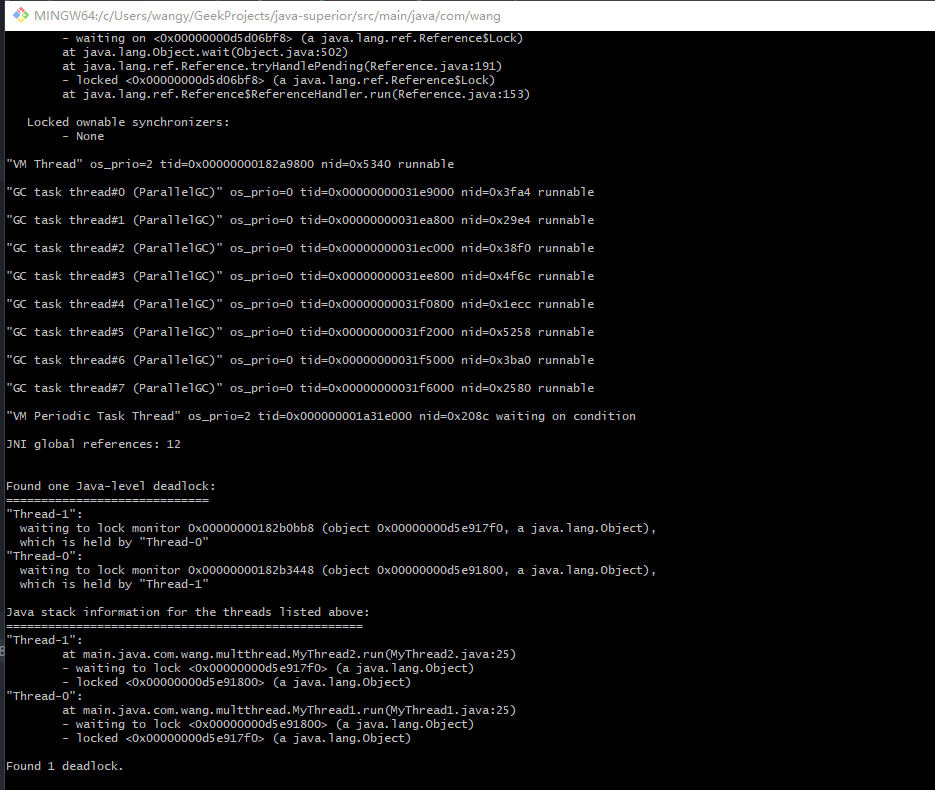 MINGW64:/c/Users/wangy/GeekProjects/java-superior/src/main/java/com/wang
- waiting on <0x00000000d5d06bf8> (a java.lang.ref.Reference$Lock)
at java.lang.Object.wait(Object.java:502)
at java.lang.ref.Reference.tryHandlePending(Reference.java:191)
- locked <0x00000000d5d06bf8> (a java.lang.ref.Reference$Lock)
at java.lang.ref.Reference$ReferenceHandler.run(Reference.java:153)
Locked ownable synchronizers:
- None
"VM Thread" os_prio=2 tid=0x00000000182a9800 nid=0x5340 runnable
"GC task thread#0 (ParallelGC)" os_prio=0 tid=0x00000000031e9000 nid=0x3fa4 runnable
"GC task thread#1 (ParallelGC)" os_prio=0 tid=0x00000000031ea800 nid=0x29e4 runnable
"GC task thread#2 (ParallelGC)" os_prio=0 tid=0x00000000031ec000 nid=0x38f0 runnable
"GC task thread#3 (ParallelGC)" os_prio=0 tid=0x00000000031ee800 nid=0x4f6c runnable
"GC task thread#4 (ParallelGC)" os_prio=0 tid=0x00000000031f0800 nid=0x1ecc runnable
"GC task thread#5 (ParallelGC)" os_prio=0 tid=0x00000000031f2000 nid=0x5258 runnable
"GC task thread#6 (ParallelGC)" os_prio=0 tid=0x00000000031f5000 nid=0x3ba0 runnable
"GC task thread#7 (ParallelGC)" os_prio=0 tid=0x00000000031f6000 nid=0x2580 runnable
"VM Periodic Task Thread" os_prio=2 tid=0x000000001a31e000 nid=0x208c waiting on condition
JNI global references: 12
Found one Java-level deadlock:
=============================
"Thread-1":
waiting to lock monitor 0x00000000182b0bb8 (object 0x00000000d5e917f0, a java.lang.Object),
which is held by "Thread-0"
"Thread-0":
waiting to lock monitor 0x00000000182b3448 (object 0x00000000d5e91800, a java.lang.Object),
which is held by "Thread-1"
Java stack information for the threads listed above:
===================================================
"Thread-1":
at main.java.com.wang.multthread.MyThread2.run(MyThread2.java:25)
- waiting to lock <0x00000000d5e917f0> (a java.lang.Object)
- locked <0x00000000d5e91800> (a java.lang.Object)
"Thread-0":
at main.java.com.wang.multthread.MyThread1.run(MyThread1.java:25)
- waiting to lock <0x00000000d5e91800> (a java.lang.Object)
- locked <0x00000000d5e917f0> (a java.lang.Object)
Found 1 deadlock.